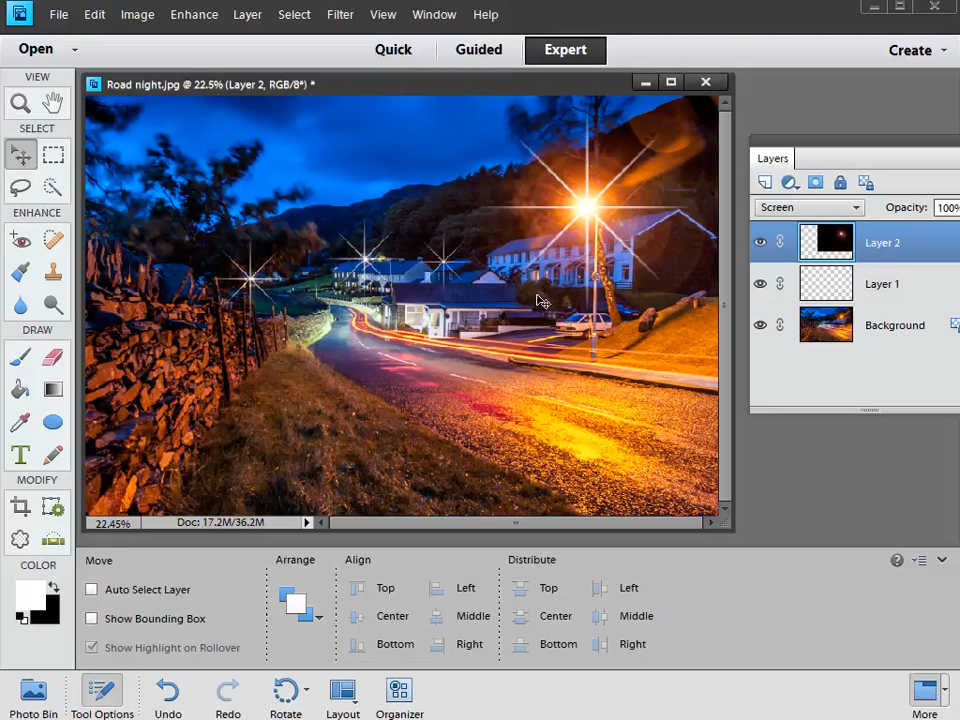 File Edit Image Enhance Layer Select Filter View Window Help
Open Quick Guided Expert Create
VIEW
SELECT
ENHANCE
DRAW
T
MODIFY
COLOR
Road night.jpg @ 22.5% (Layer 2, RGB/8*) *
22.45% Doc: 17.2M/36.2M
Layers
Screen Opacity: 100%
Layer 2
Layer 1
Background
Move Arrange Align Distribute
Auto Select Layer
Show Bounding Box
Show Highlight on Rollover
Top Left Top Left
Center Middle Center Middle
Bottom Right Bottom Right
Photo Bin Tool Options Undo Redo Rotate Layout Organizer More